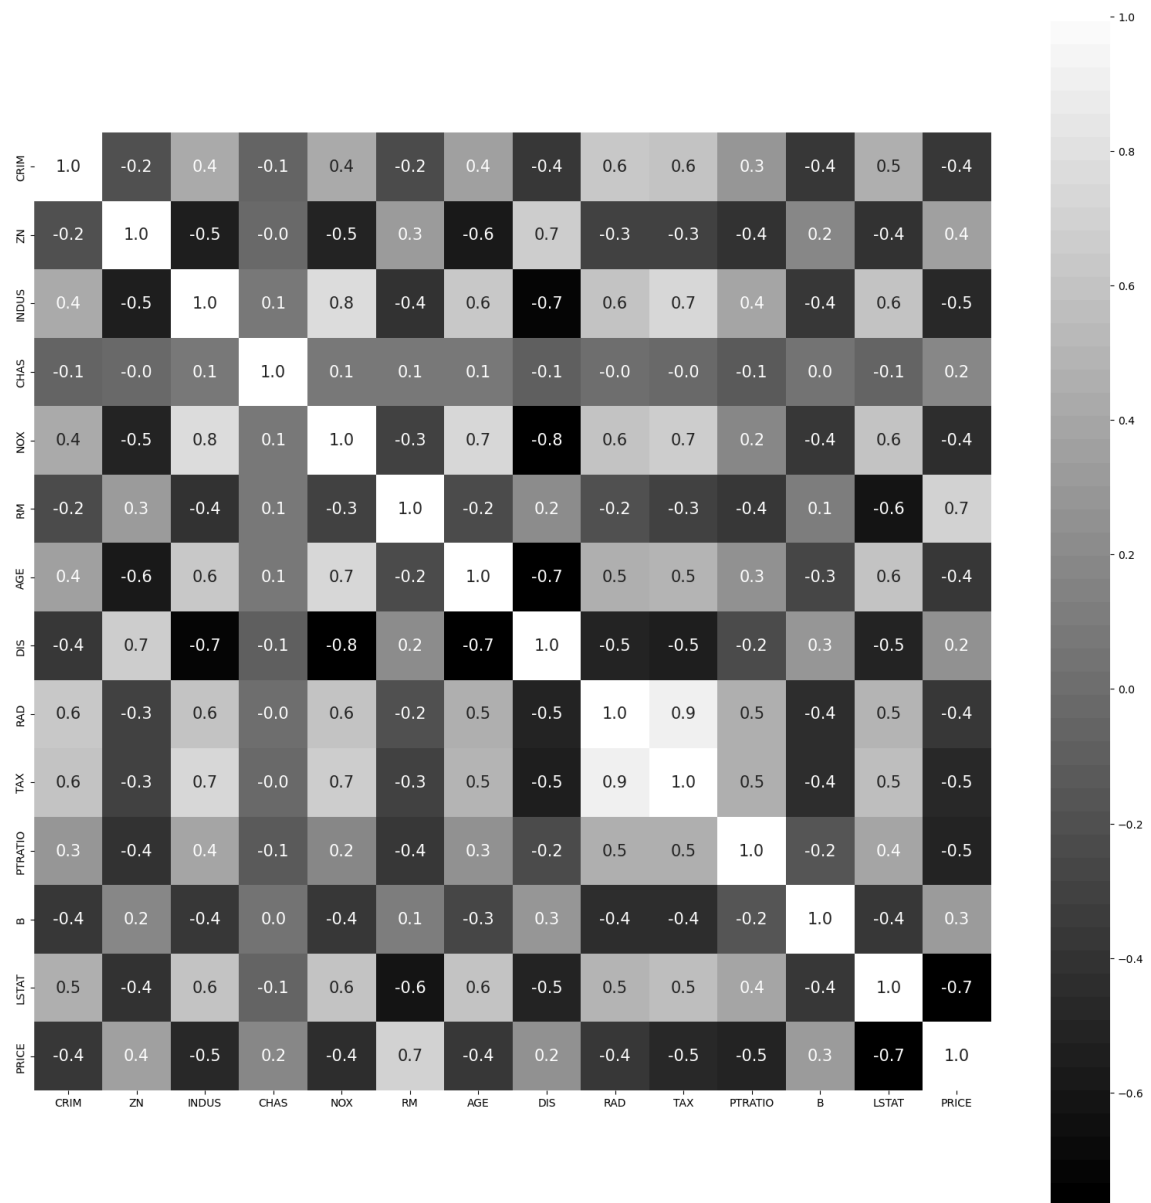 1.0
0.8
CRIM 1.0 -0.2 0.4 -0.1 0.4 -0.2 0.4 -0.4 0.6 0.6 0.3 -0.4 0.5 -0.4
ZN -0.2 1.0 -0.5 -0.0 -0.5 0.3 -0.6 0.7 -0.3 -0.3 -0.4 0.2 -0.4 0.4
0.6
INDUS 0.4 -0.5 1.0 0.1 0.8 -0.4 0.6 -0.7 0.6 0.7 0.4 -0.4 0.6 -0.5
CHAS -0.1 -0.0 0.1 1.0 0.1 0.1 0.1 -0.1 -0.0 -0.0 -0.1 0.0 -0.1 0.2
0.4
NOX 0.4 -0.5 0.8 0.1 1.0 -0.3 0.7 -0.8 0.6 0.7 0.2 -0.4 0.6 -0.4
RM -0.2 0.3 -0.4 0.1 -0.3 1.0 -0.2 0.2 -0.2 -0.3 -0.4 0.1 -0.6 0.7
0.2
AGE 0.4 -0.6 0.6 0.1 0.7 -0.2 1.0 -0.7 0.5 0.5 0.3 -0.3 0.6 -0.4
DIS -0.4 0.7 -0.7 -0.1 -0.8 0.2 -0.7 1.0 -0.5 -0.5 -0.2 0.3 -0.5 0.2
0.0
RAD 0.6 -0.3 0.6 -0.0 0.6 -0.2 0.5 -0.5 1.0 0.9 0.5 -0.4 0.5 -0.4
TAX 0.6 -0.3 0.7 -0.0 0.7 -0.3 0.5 -0.5 0.9 1.0 0.5 -0.4 0.5 -0.5
−0.2
PTRATIO 0.3 -0.4 0.4 -0.1 0.2 -0.4 0.3 -0.2 0.5 0.5 1.0 -0.2 0.4 -0.5
B -0.4 0.2 -0.4 0.0 -0.4 0.1 -0.3 0.3 -0.4 -0.4 -0.2 1.0 -0.4 0.3
−0.4
LSTAT 0.5 -0.4 0.6 -0.1 0.6 -0.6 0.6 -0.5 0.5 0.5 0.4 -0.4 1.0 -0.7
PRICE -0.4 0.4 -0.5 0.2 -0.4 0.7 -0.4 0.2 -0.4 -0.5 -0.5 0.3 -0.7 1.0
−0.6
CRIM ZN INDUS CHAS NOX RM AGE DIS RAD TAX PTRATIO B LSTAT PRICE